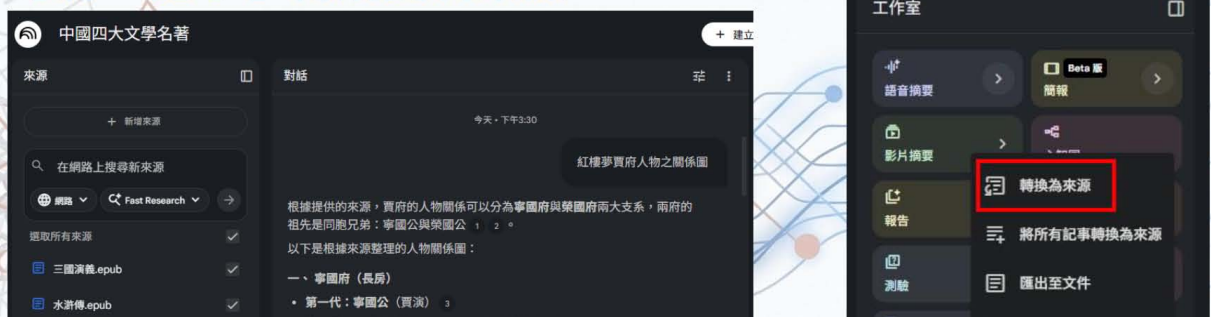 中國四大文學名著
+ 建立
來源
+ 新增來源
在網路上搜尋新來源
網路
Fast Research
選取所有來源
三國演義.epub
水滸傳.epub
對話
今天・下午3:30
紅樓夢賈府人物之關係圖
根據提供的來源,賈府的人物關係可以分為寧國府與榮國府兩大支系,兩府的
祖先是同胞兄弟:寧國公與榮國公 1 2 。
以下是根據來源整理的人物關係圖:
一、寧國府(長房)
• 第一代:寧國公(賈演) 3
工作室
語音摘要
Beta 版
簡報
影片摘要
報告
測驗
轉換為來源
將所有記事轉換為來源
匯出至文件